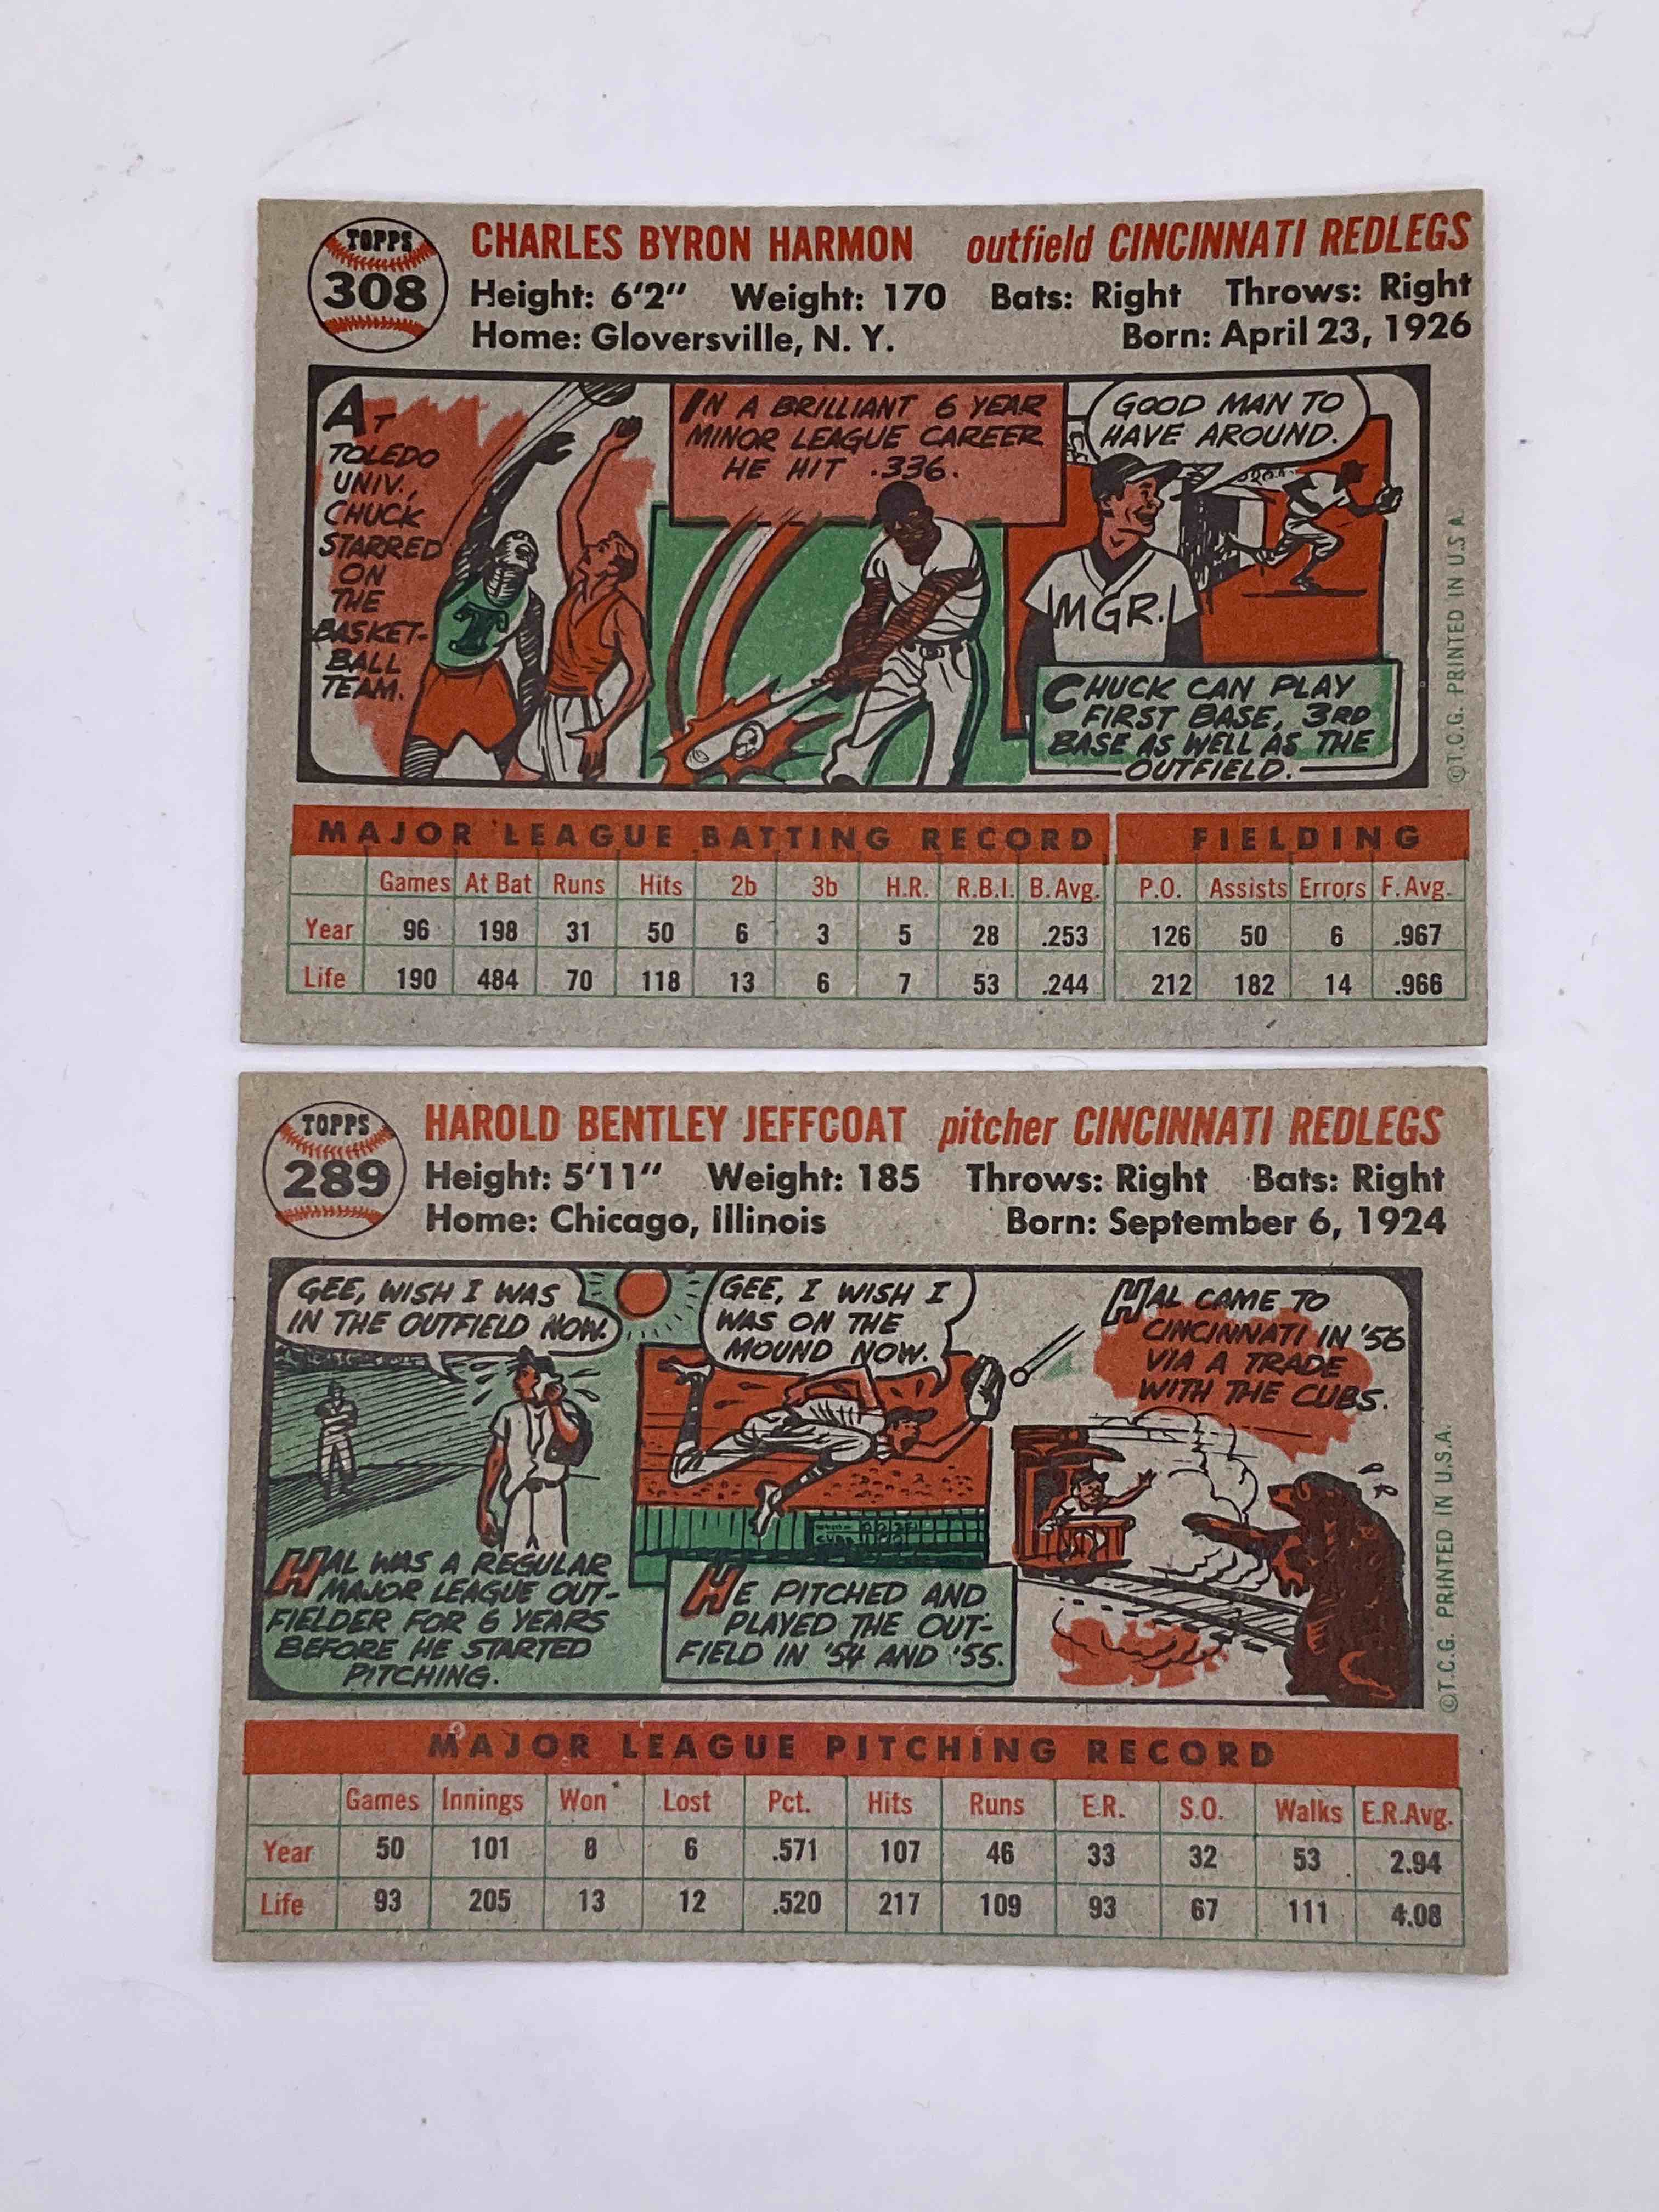 TOPPS
308
CHARLES BYRON HARMON outfield CINCINNATI REDLEGS
Height: 6'2" Weight: 170 Bats: Right Throws: Right
Home: Gloversville, N. Y. Born: April 23, 1926
AT
TOLEDO
UNIV.,
CHUCK
STARRED
ON
THE
BASKET-
BALL
TEAM.
T
IN A BRILLIANT 6 YEAR
MINOR LEAGUE CAREER
HE HIT .336.
GOOD MAN TO
HAVE AROUND.
MGR.
CHUCK CAN PLAY
FIRST BASE, 3RD
BASE AS WELL AS THE
OUTFIELD.
©T.C.G. PRINTED IN U.S.A.
MAJOR LEAGUE BATTING RECORD FIELDING
Games At Bat Runs Hits 2b 3b H.R. R.B.I. B.Avg. P.O. Assists Errors F.Avg.
Year 96 198 31 50 6 3 5 28 .253 126 50 6 .967
Life 190 484 70 118 13 6 7 53 .244 212 182 14 .966
TOPPS
289
HAROLD BENTLEY JEFFCOAT pitcher CINCINNATI REDLEGS
Height: 5'11" Weight: 185 Throws: Right Bats: Right
Home: Chicago, Illinois Born: September 6, 1924
GEE, WISH I WAS
IN THE OUTFIELD NOW.
HAL WAS A REGULAR
MAJOR LEAGUE OUT-
FIELDER FOR 6 YEARS
BEFORE HE STARTED
PITCHING.
GEE, I WISH I
WAS ON THE
MOUND NOW.
CUBS
HE PITCHED AND
PLAYED THE OUT-
FIELD IN '54 AND '55.
HAL CAME TO
CINCINNATI IN '56
VIA A TRADE
WITH THE CUBS.
©T.C.G. PRINTED IN U.S.A.
MAJOR LEAGUE PITCHING RECORD
Games Innings Won Lost Pct. Hits Runs E.R. S.O. Walks E.R.Avg.
Year 50 101 8 6 .571 107 46 33 32 53 2.94
Life 93 205 13 12 .520 217 109 93 67 111 4.08